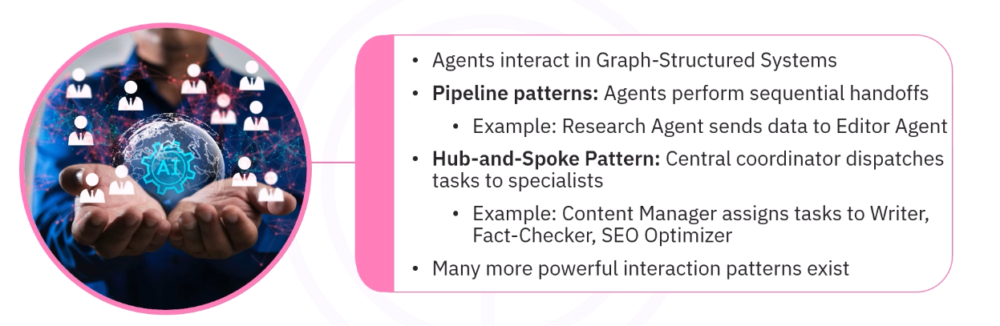 AI
• Agents interact in Graph-Structured Systems
• Pipeline patterns: Agents perform sequential handoffs
• Example: Research Agent sends data to Editor Agent
• Hub-and-Spoke Pattern: Central coordinator dispatches
tasks to specialists
• Example: Content Manager assigns tasks to Writer,
Fact-Checker, SEO Optimizer
• Many more powerful interaction patterns exist